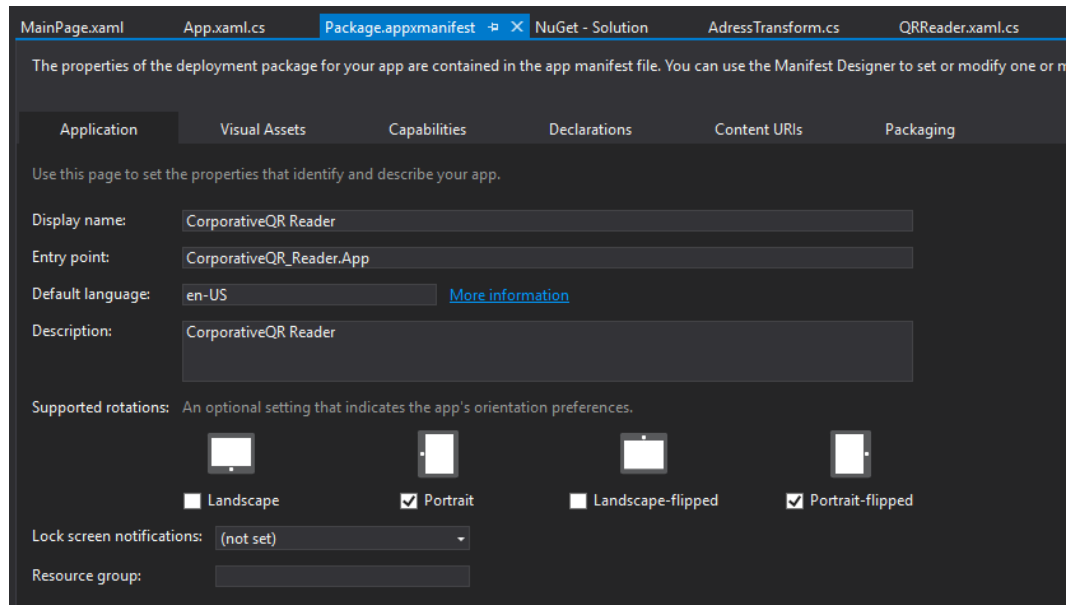 MainPage.xaml App.xaml.cs Package.appxmanifest NuGet - Solution AdressTransform.cs QRReader.xaml.cs
The properties of the deployment package for your app are contained in the app manifest file. You can use the Manifest Designer to set or modify one or
Application Visual Assets Capabilities Declarations Content URIs Packaging
Use this page to set the properties that identify and describe your app.
Display name: CorporativeQR Reader
Entry point: CorporativeQR_Reader.App
Default language: en-US More information
Description: CorporativeQR Reader
Supported rotations: An optional setting that indicates the app's orientation preferences.
Landscape Portrait Landscape-flipped Portrait-flipped
Lock screen notifications: (not set)
Resource group: